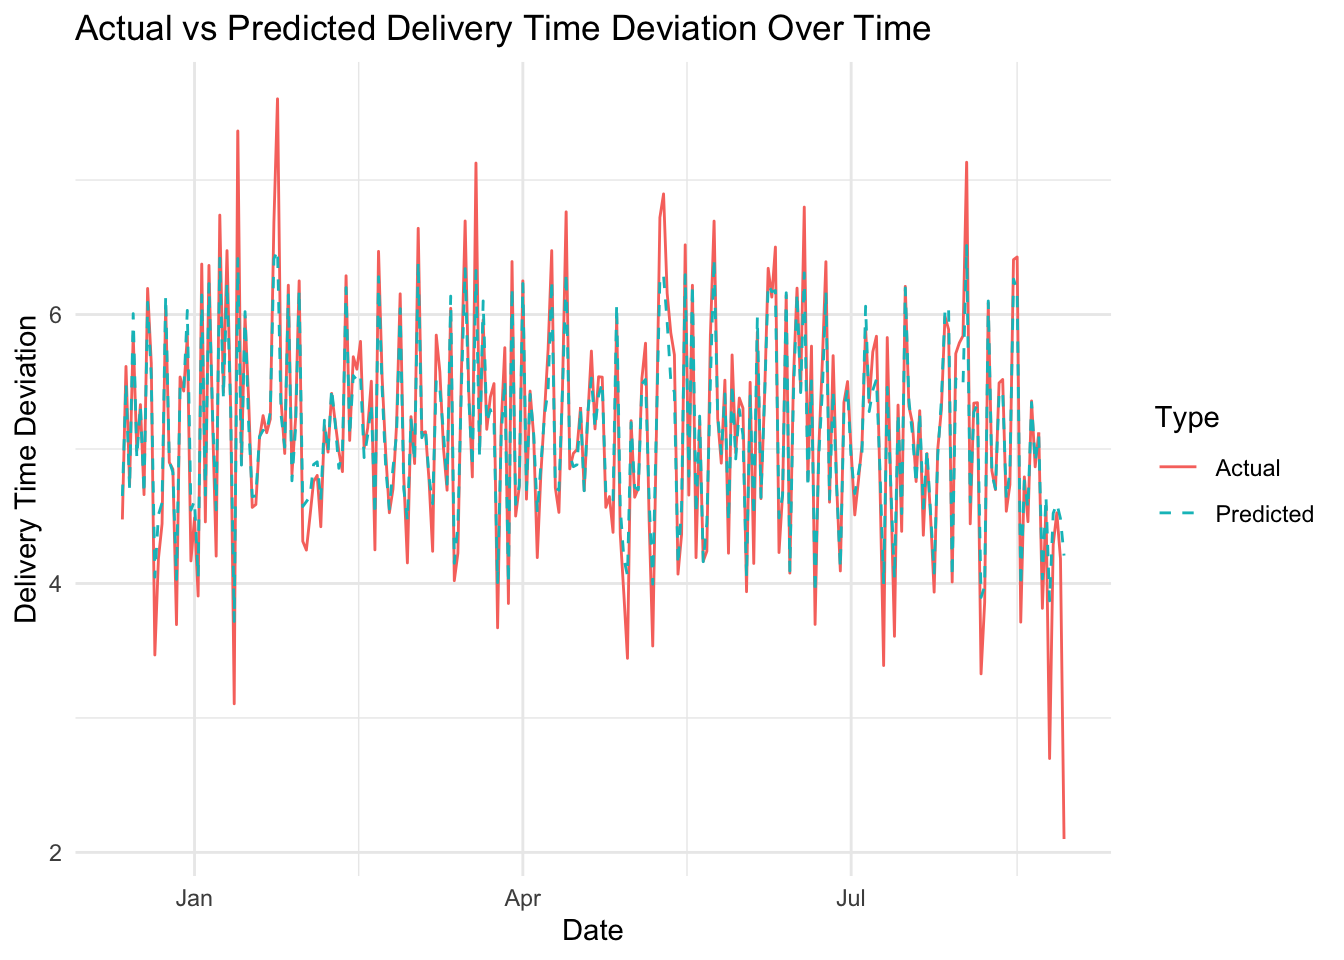 Actual vs Predicted Delivery Time Deviation Over Time
Delivery Time Deviation
6
4
2
Jan
Apr
Jul
Date
Type
Actual
Predicted